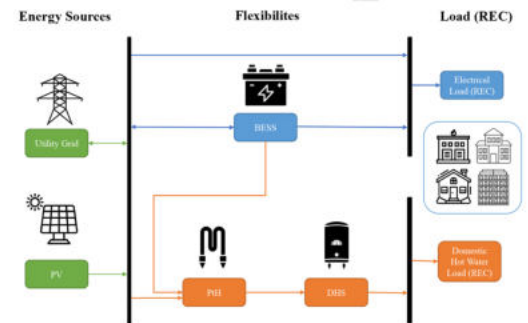 Energy Sources
Flexibilites
Load (REC)
Electrical
Load (REC)
BESS
Utility Grid
Domestic
Hot Water
Load (REC)
PV
PtH
DHS